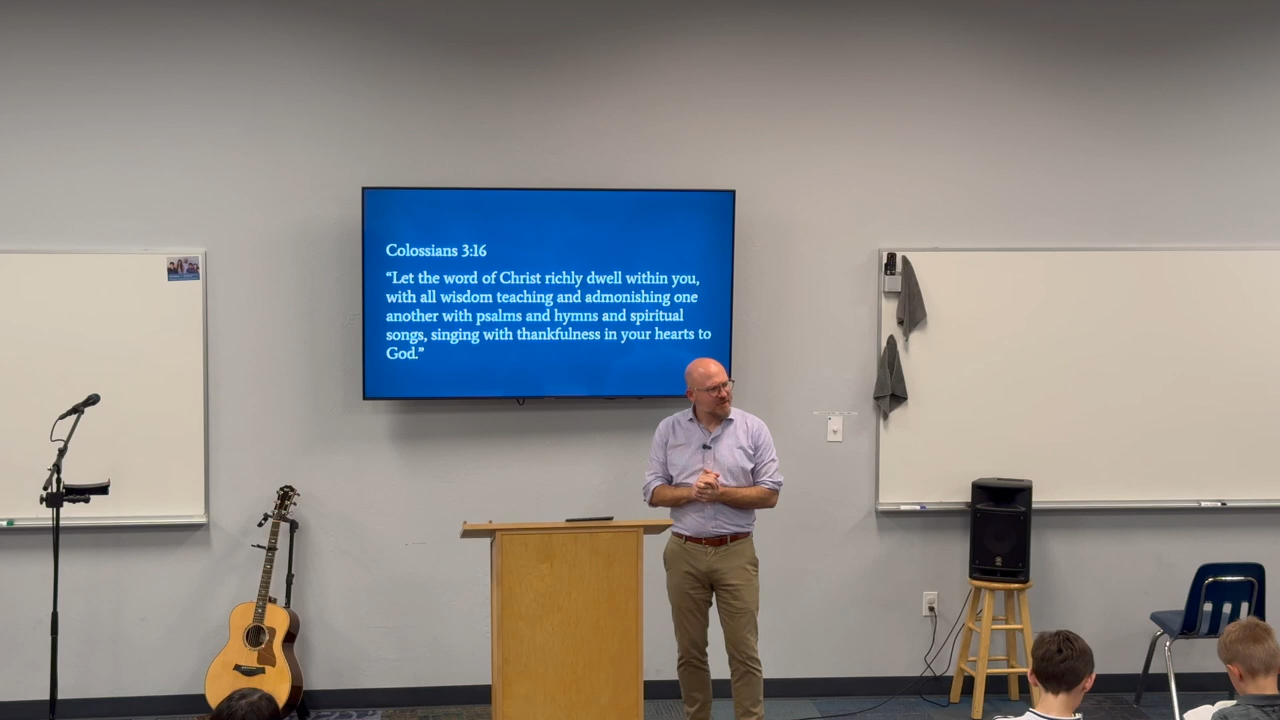 Colossians 3:16
“Let the word of Christ richly dwell within you,
with all wisdom teaching and admonishing one
another with psalms and hymns and spiritual
songs, singing with thankfulness in your hearts to
God.”